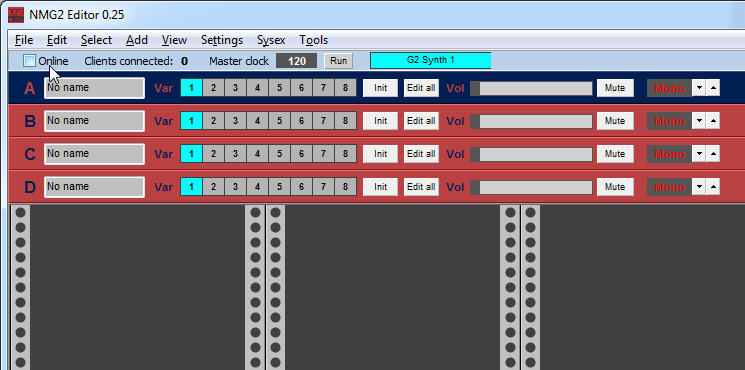 NMG2 Editor 0.25
File Edit Select Add View Settings Sysex Tools
Online Clients connected: 0 Master clock 120 Run G2 Synth 1
A No name Var 1 2 3 4 5 6 7 8 Init Edit all Vol Mute Mono
B No name Var 1 2 3 4 5 6 7 8 Init Edit all Vol Mute Mono
C No name Var 1 2 3 4 5 6 7 8 Init Edit all Vol Mute Mono
D No name Var 1 2 3 4 5 6 7 8 Init Edit all Vol Mute Mono